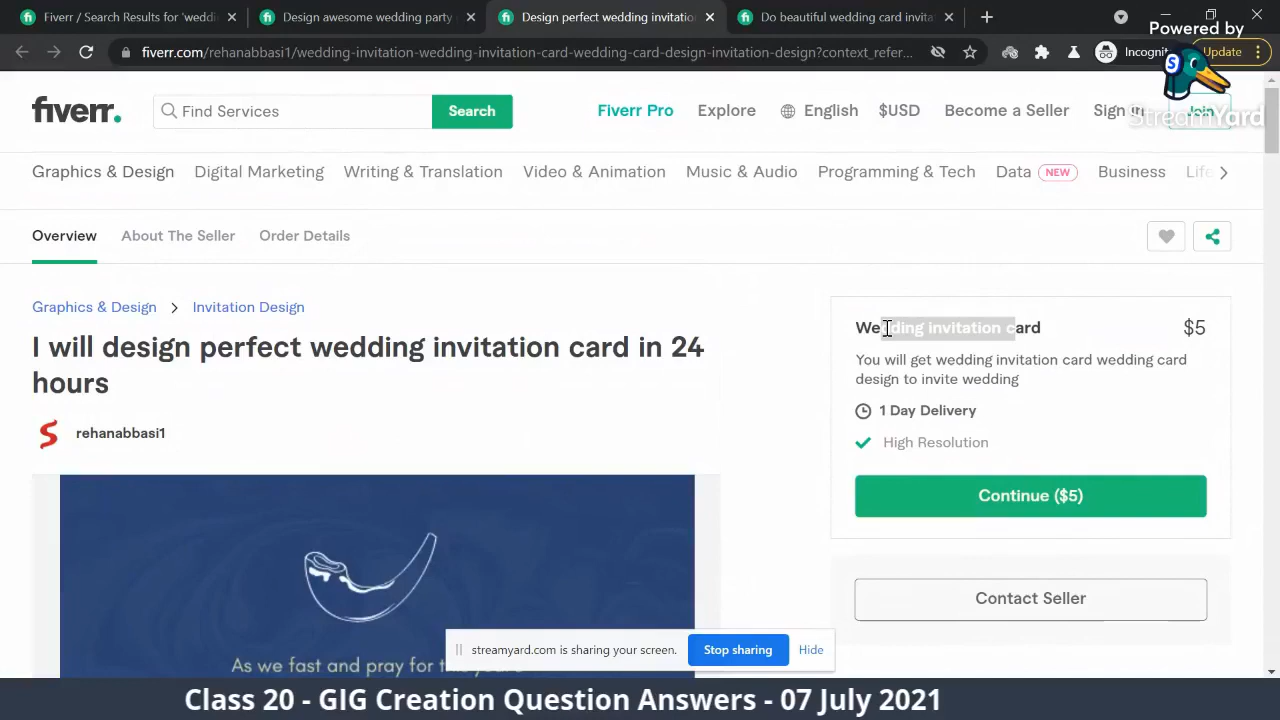 Fiverr / Search Results for 'weddi
Design awesome wedding party
Design perfect wedding invitatio
Do beautiful wedding card invita
Powered by
fiverr.com/rehanabbasi1/wedding-invitation-wedding-invitation-card-wedding-card-design-invitation-design?context_refer...
Incognit
Update
StreamYard
fiverr.
Find Services
Search
Fiverr Pro
Explore
English
$USD
Become a Seller
Sign In
Join
Graphics & Design
Digital Marketing
Writing & Translation
Video & Animation
Music & Audio
Programming & Tech
Data NEW
Business
Life
Overview
About The Seller
Order Details
Graphics & Design > Invitation Design
I will design perfect wedding invitation card in 24
hours
rehanabbasi1
Wedding invitation card $5
You will get wedding invitation card wedding card
design to invite wedding
1 Day Delivery
High Resolution
Continue ($5)
Contact Seller
As we fast and pray for
streamyard.com is sharing your screen.
Stop sharing
Hide
Class 20 - GIG Creation Question Answers - 07 July 2021